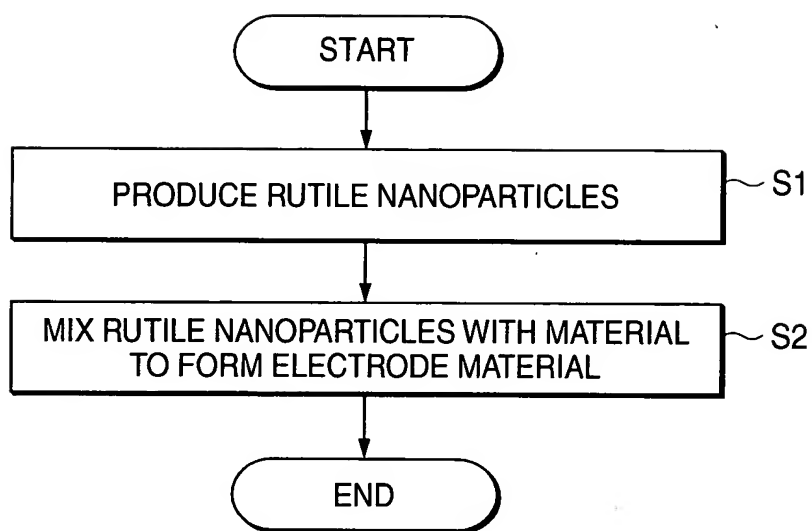 START
PRODUCE RUTILE NANOPARTICLES
S1
MIX RUTILE NANOPARTICLES WITH MATERIAL
TO FORM ELECTRODE MATERIAL
S2
END